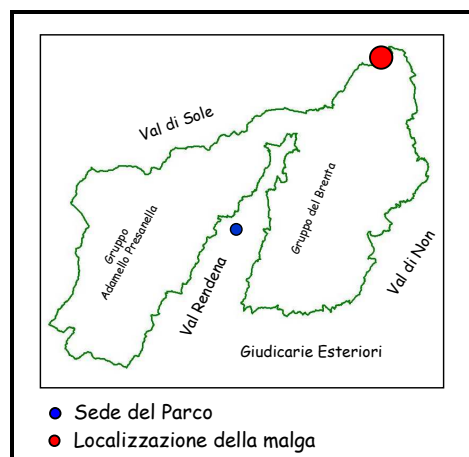 Val di Sole
Gruppo del Brenta
Gruppo
Adamello Presanella
Val Rendena
Val di Non
Giudicarie Esteriori
Sede del Parco
Localizzazione della malga